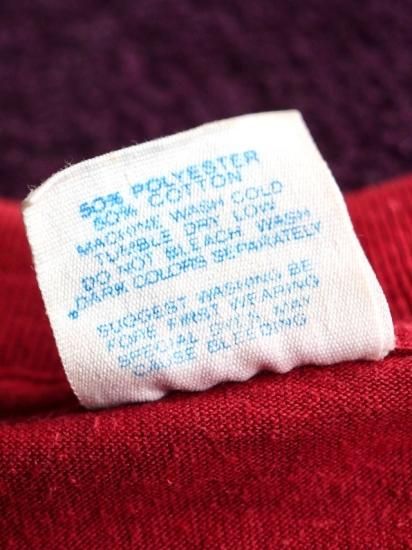 50% POLYESTER
50% COTTON
MACHINE WASH COLD
TUMBLE DRY LOW
DO NOT BLEACH WASH
DARK COLORS SEPARATELY
SUGGEST WASHING BE
FORE FIRST WEARING
SPECIAL DYES MAY
CAUSE BLEEDING